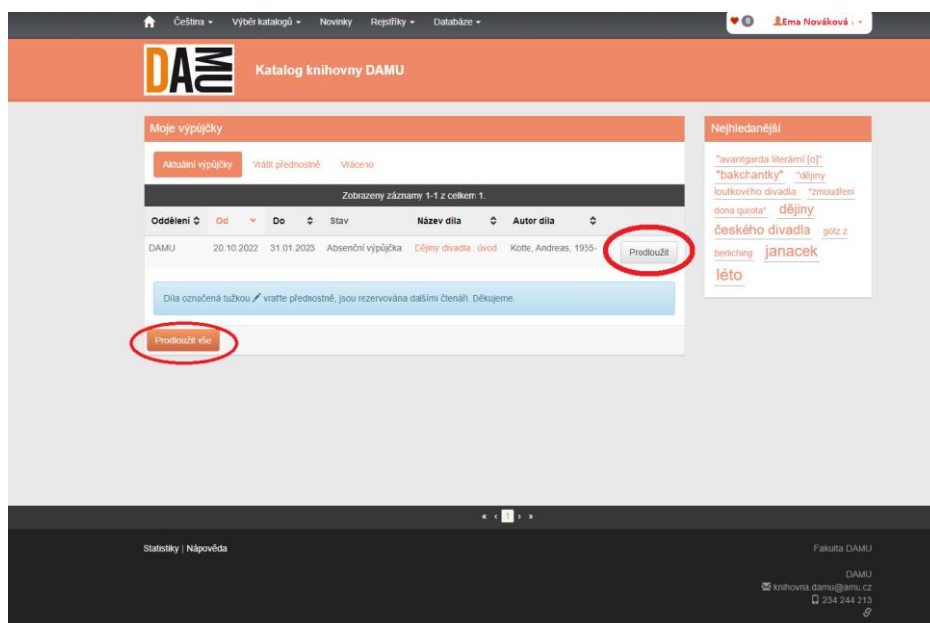 Čeština Výběr katalogů Novinky Rejstříky Databáze 0 Ema Nováková
DAMU Katalog knihovny DAMU
Moje výpůjčky
Aktuální výpůjčky Vrátit přednostně Vráceno
Zobrazeny záznamy 1-1 z celkem 1.
Oddělení Od Do Stav Název díla Autor díla
DAMU 20.10.2022 31.01.2023 Absenční výpůjčka Dějiny divadla : úvod Kotte, Andreas, 1955- Prodloužit
Díla označená tužkou vraťte přednostně, jsou rezervována dalšími čtenáři. Děkujeme.
Prodloužit vše
Nejhledanější
"avantgarda literární [o]"
"bakchantky" "dějiny
loutkového divadla "zmoudření
dona quijota" dějiny
českého divadla götz z
berliching janacek
léto
« ‹ 1 › »
Statistiky | Nápověda
Fakulta DAMU
DAMU
knihovna.damu@amu.cz
234 244 213